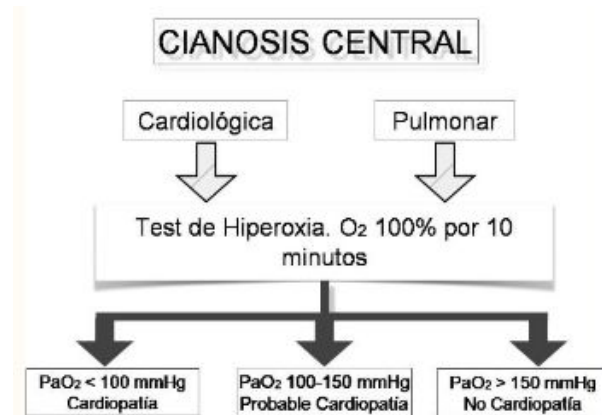 CIANOSIS CENTRAL
Cardiológica
Pulmonar
Test de Hiperoxia. O₂ 100% por 10
minutos
PaO₂ < 100 mmHg
Cardiopatía
PaO₂ 100-150 mmHg
Probable Cardiopatía
PaO₂ > 150 mmHg
No Cardiopatía